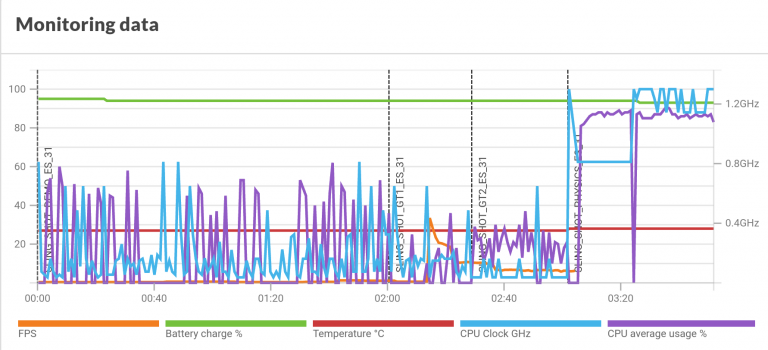 Monitoring data
100
80
60
40
20
1.2GHz
0.8GHz
0.4GHz
SLING_SHOT_ES_31
SLING_SHOT_GT1_ES_31
SLING_SHOT_GT2_ES_31
SLING_SHOT_PHYSICS_ES_31
00:00
00:40
01:20
02:00
02:40
03:20
FPS
Battery charge %
Temperature °C
CPU Clock GHz
CPU average usage %